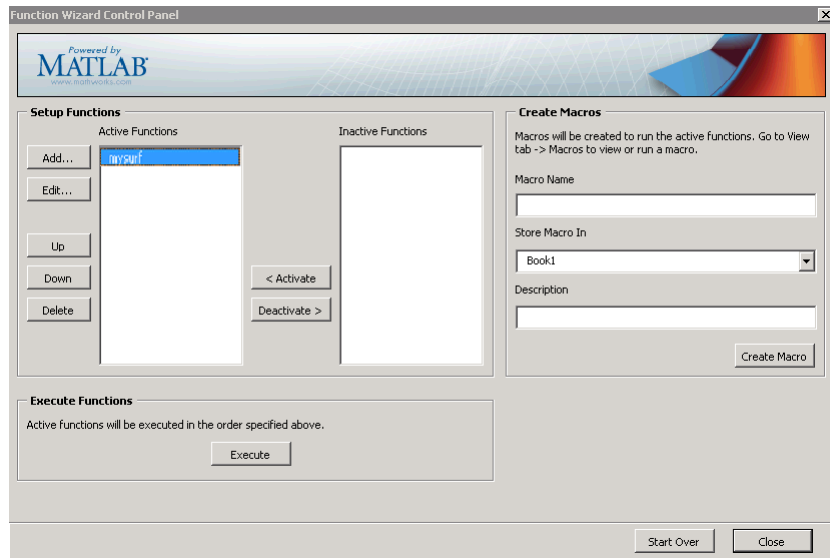 Function Wizard Control Panel
Powered by
MATLAB
www.mathworks.com
Setup Functions
Active Functions
Inactive Functions
Add...
Edit...
Up
Down
Delete
mysurf
< Activate
Deactivate >
Create Macros
Macros will be created to run the active functions. Go to View
tab -> Macros to view or run a macro.
Macro Name
Store Macro In
Book1
Description
Create Macro
Execute Functions
Active functions will be executed in the order specified above.
Execute
Start Over
Close